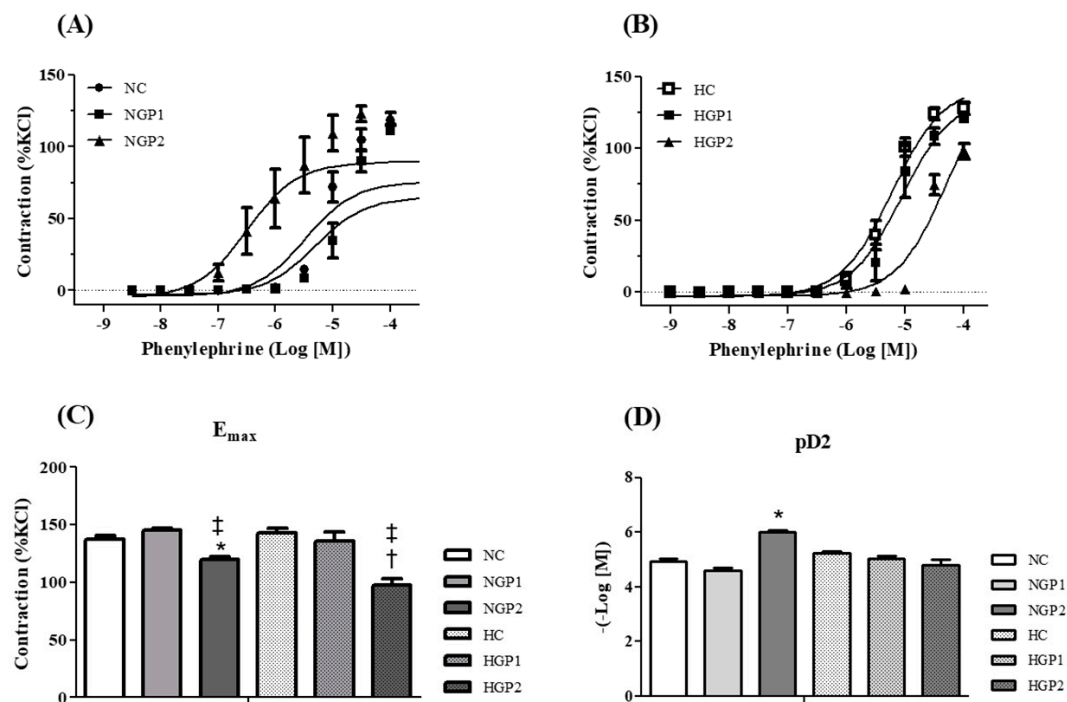 (A)
Contraction (%KCl)
150
100
50
0
NC
NGP1
NGP2
-9 -8 -7 -6 -5 -4
Phenylephrine (Log [M])
(B)
Contraction (%KCl)
150
100
50
0
HC
HGP1
HGP2
-9 -8 -7 -6 -5 -4
Phenylephrine (Log [M])
(C)
Emax
Contraction (%KCl)
200
150
100
50
0
‡
*
‡
†
NC
NGP1
NGP2
HC
HGP1
HGP2
(D)
pD2
-(-Log [M])
8
6
4
2
0
*
NC
NGP1
NGP2
HC
HGP1
HGP2